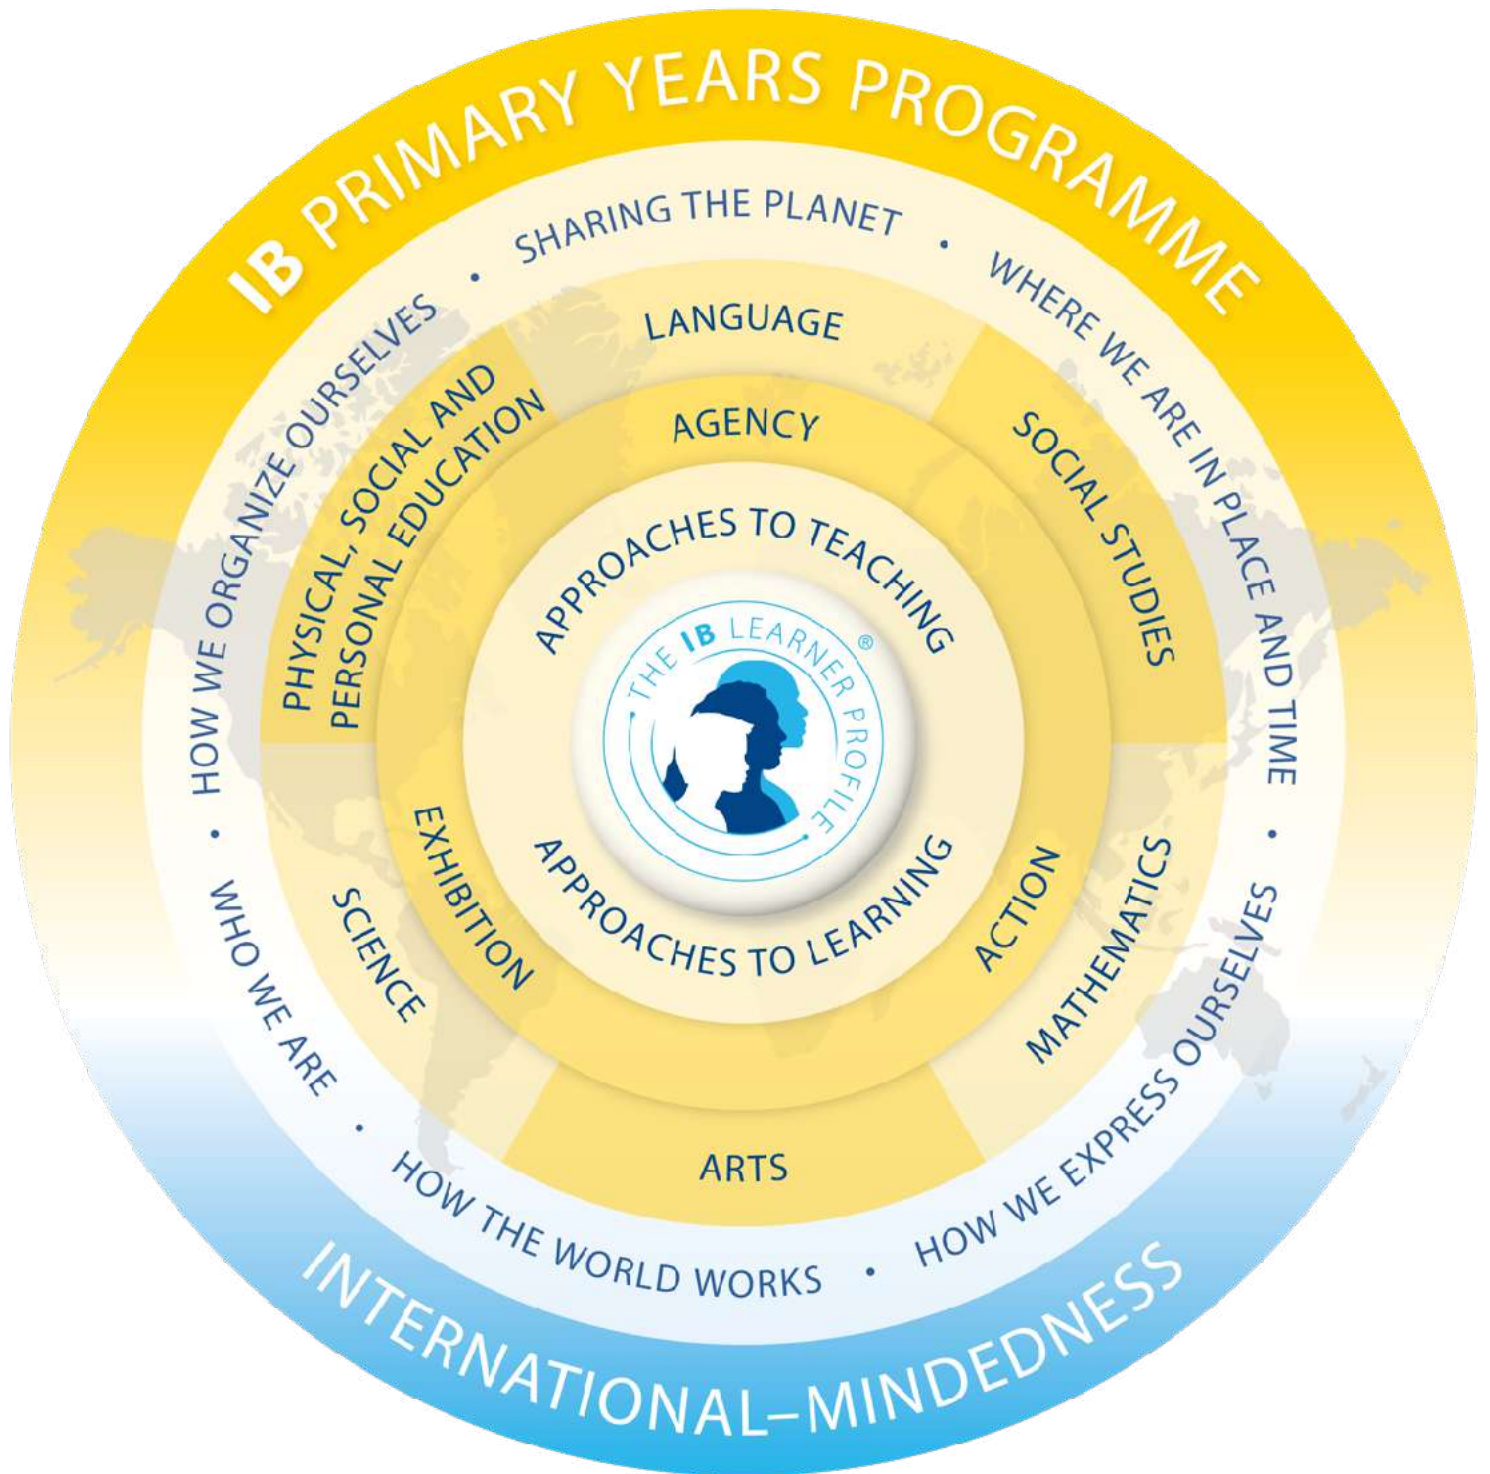 IB PRIMARY YEARS PROGRAMME
SHARING THE PLANET
•
WHERE WE ARE IN PLACE AND TIME
•
HOW WE EXPRESS OURSELVES
•
HOW THE WORLD WORKS
•
WHO WE ARE
•
HOW WE ORGANIZE OURSELVES
•
LANGUAGE
SOCIAL STUDIES
MATHEMATICS
ARTS
SCIENCE
PHYSICAL, SOCIAL AND
PERSONAL EDUCATION
AGENCY
ACTION
EXHIBITION
APPROACHES TO TEACHING
THE IB LEARNER PROFILE
®
APPROACHES TO LEARNING
INTERNATIONAL–MINDEDNESS